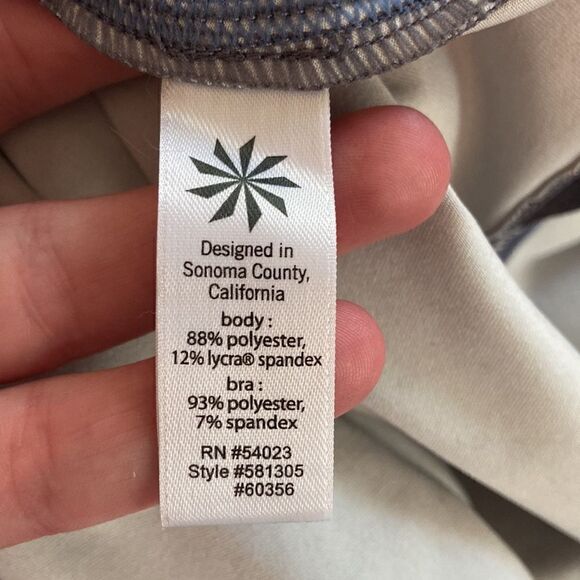 Designed in
Sonoma County,
California
body :
88% polyester,
12% lycra® spandex
bra :
93% polyester,
7% spandex
RN #54023
Style #581305
#60356